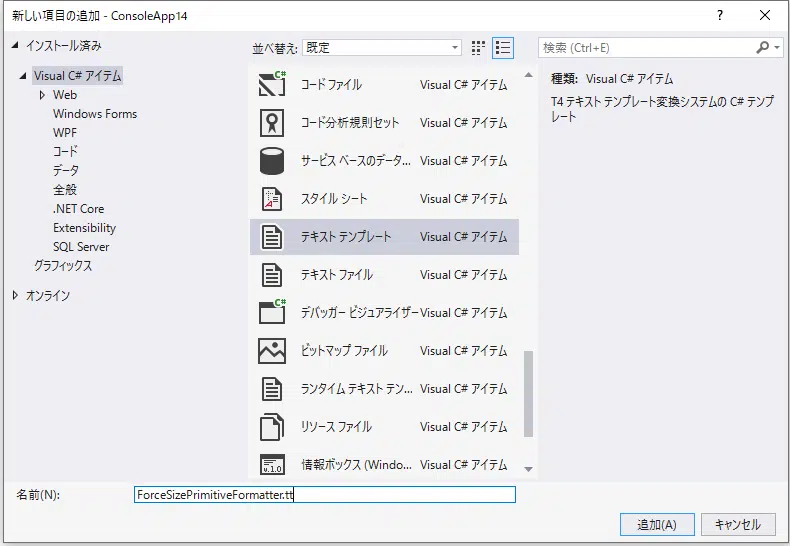 新しい項目の追加 - ConsoleApp14
?
インストール済み
並べ替え: 既定
検索 (Ctrl+E)
Visual C# アイテム
Web
Windows Forms
WPF
コード
データ
全般
.NET Core
Extensibility
SQL Server
グラフィックス
オンライン
コード ファイル Visual C# アイテム
コード分析規則セット Visual C# アイテム
サービス ベースのデータ... Visual C# アイテム
スタイル シート Visual C# アイテム
テキスト テンプレート Visual C# アイテム
テキスト ファイル Visual C# アイテム
デバッガー ビジュアライザー Visual C# アイテム
ビットマップ ファイル Visual C# アイテム
ランタイム テキスト テン... Visual C# アイテム
リソース ファイル Visual C# アイテム
情報ボックス (Windo... Visual C# アイテム
C#
C#
v.1.0
種類: Visual C# アイテム
T4 テキスト テンプレート変換システムの C# テンプ
レート
名前(N): ForceSizePrimitiveFormatter.tt
追加(A) キャンセル